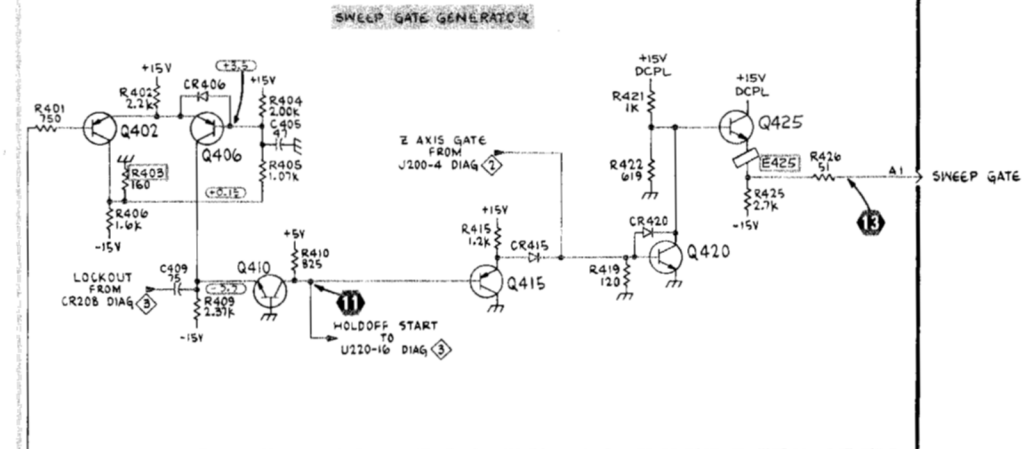 SWEEP GATE GENERATOR
+15V
R402
2.2K
CR406
+3.5
+15V
R404
2.00K
C405
47
R401
750
Q402
Q406
R403
160
R405
1.07K
+0.15
R406
1.6K
-15V
Z AXIS GATE
FROM
J200-4 DIAG 2
+15V
DCPL
R421
1K
+15V
DCPL
Q425
E425
R422
619
R426
51
A1
SWEEP GATE
R425
2.7K
-15V
13
CR420
Q420
R419
120
+15V
R415
1.2K
CR415
Q415
+5V
R410
825
Q410
LOCKOUT
FROM
CR208 DIAG 3
C409
75
R409
2.37K
-15V
11
HOLDOFF START
TO
U220-16 DIAG 3